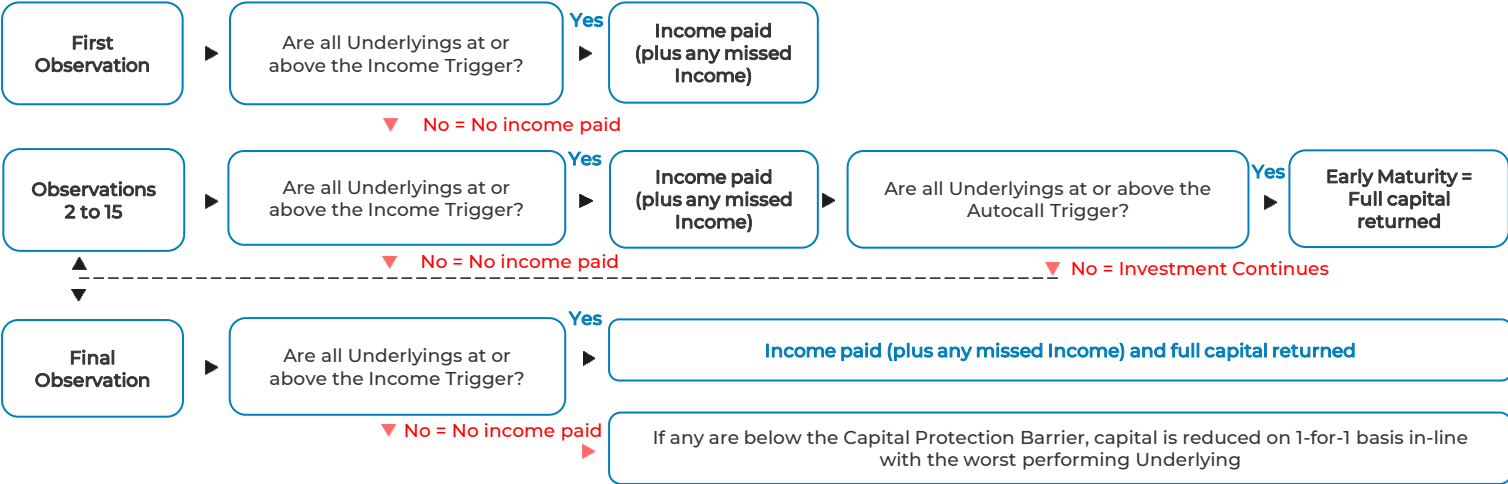 First
Observation
Are all Underlyings at or
above the Income Trigger?
Yes
Income paid
(plus any missed
Income)
No = No income paid
Observations
2 to 15
Are all Underlyings at or
above the Income Trigger?
Yes
Income paid
(plus any missed
Income)
Are all Underlyings at or above the
Autocall Trigger?
Yes
Early Maturity =
Full capital
returned
No = No income paid
No = Investment Continues
Final
Observation
Are all Underlyings at or
above the Income Trigger?
Yes
Income paid (plus any missed Income) and full capital returned
No = No income paid
If any are below the Capital Protection Barrier, capital is reduced on 1-for-1 basis in-line
with the worst performing Underlying